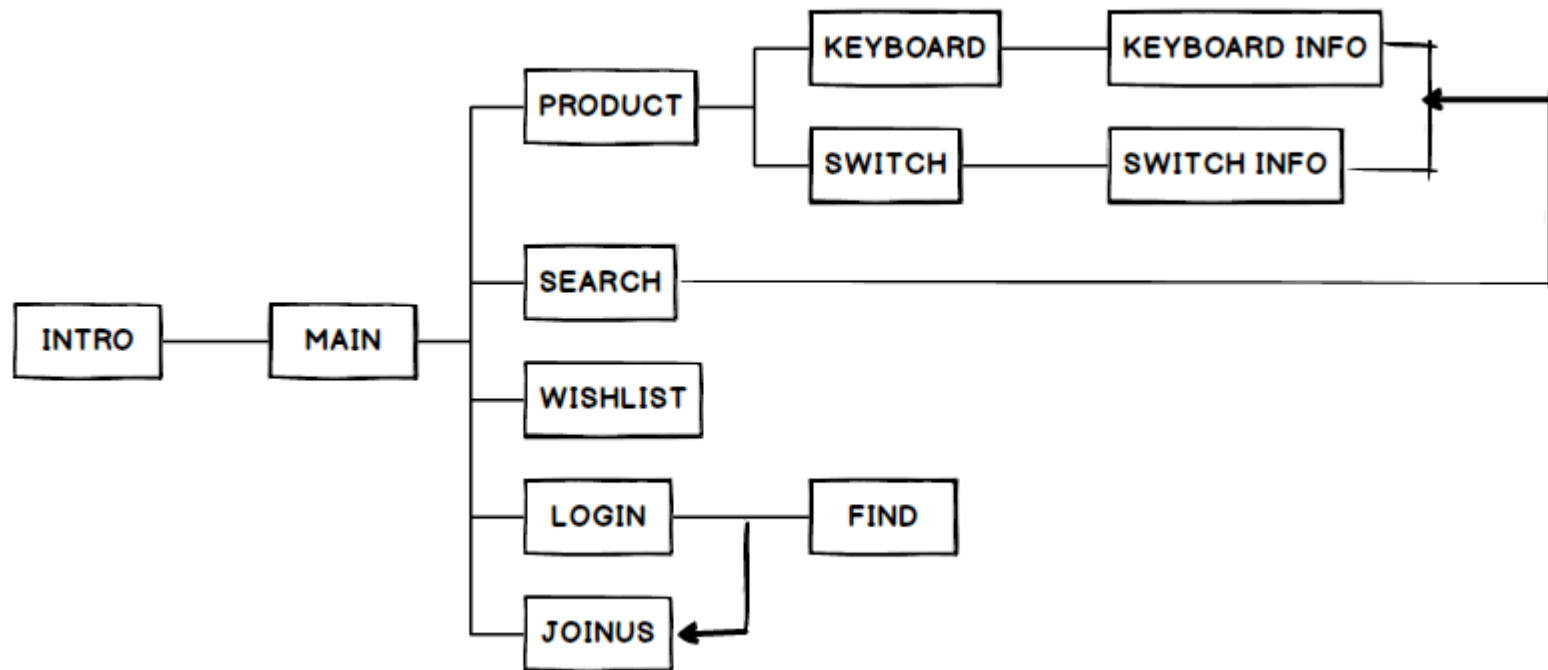 KEYBOARD
KEYBOARD INFO
PRODUCT
SWITCH
SWITCH INFO
SEARCH
INTRO
MAIN
WISHLIST
LOGIN
FIND
JOINUS